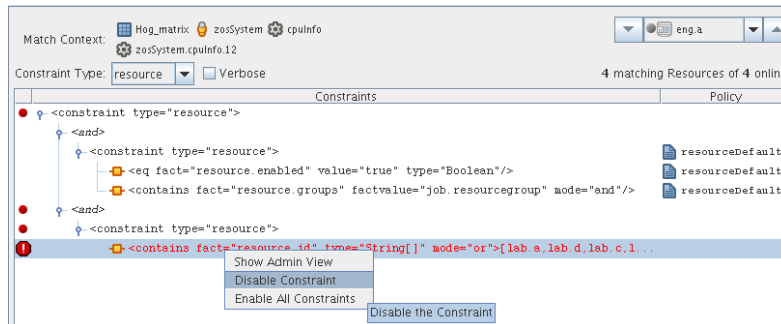 Match Context: Hog_matrix zosSystem cpuInfo
zosSystem.cpuInfo.12
eng.a
Constraint Type: resource Verbose
4 matching Resources of 4 onlin
Constraints Policy
<constraint type="resource">
<and>
<constraint type="resource"> resourceDefault
<eq fact="resource.enabled" value="true" type="Boolean"/> resourceDefault
<contains fact="resource.groups" factvalue="job.resourcegroup" mode="and"/> resourceDefault
<and>
<constraint type="resource">
<contains fact="resource.id" type="String[]" mode="or">[lab.a,lab.d,lab.c,l...
Show Admin View
Disable Constraint
Enable All Constraints
Disable the Constraint